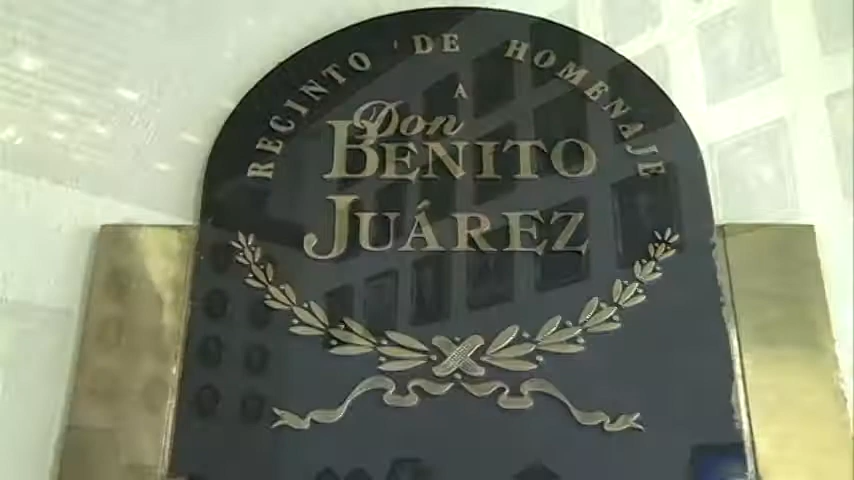 RECINTO DE HOMENAJE
A
Don
BENITO
JUÁREZ